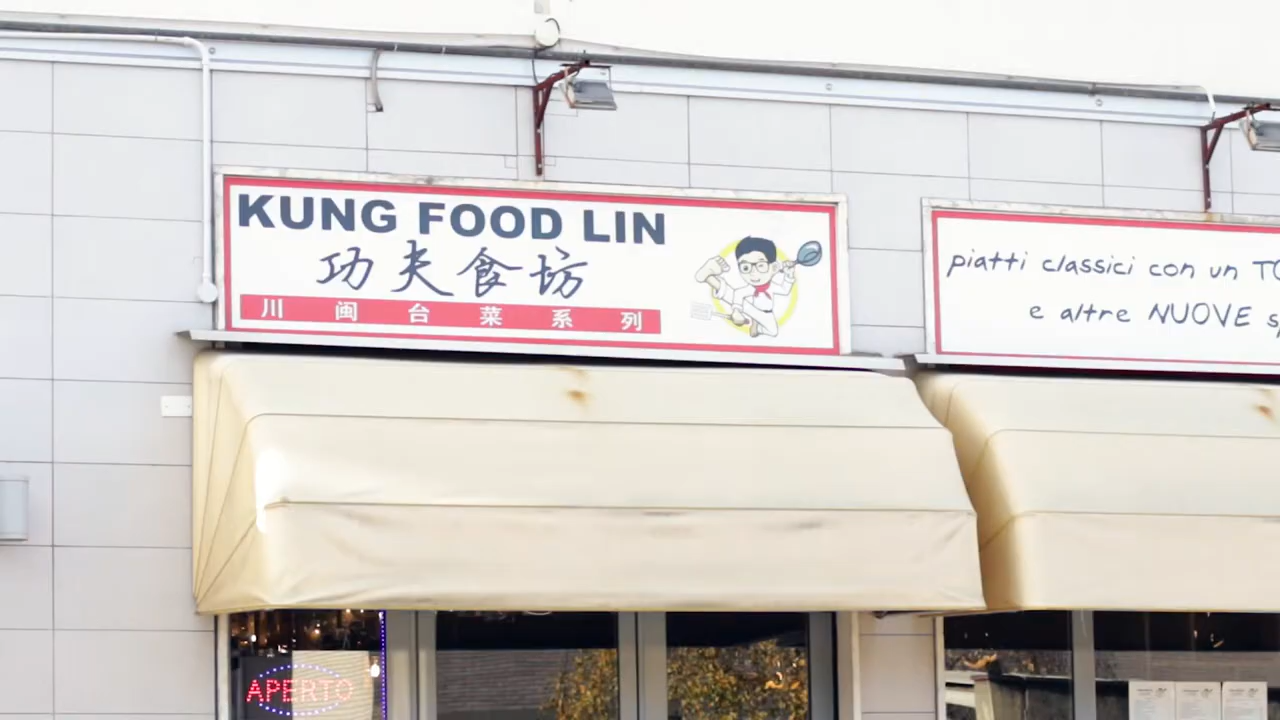 KUNG FOOD LIN
功夫食坊
川 闽 台 菜 系 列
piatti classici con un
e altre NUOVE
APERTO